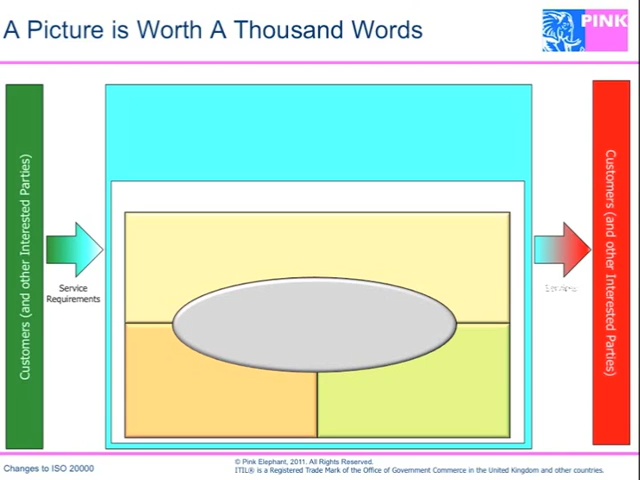 A Picture is Worth A Thousand Words
PINK
Customers (and other Interested Parties)
Service
Requirements
Services
Customers (and other Interested Parties)
Changes to ISO 20000
© Pink Elephant, 2011. All Rights Reserved.
ITIL® is a Registered Trade Mark of the Office of Government Commerce in the United Kingdom and other countries.